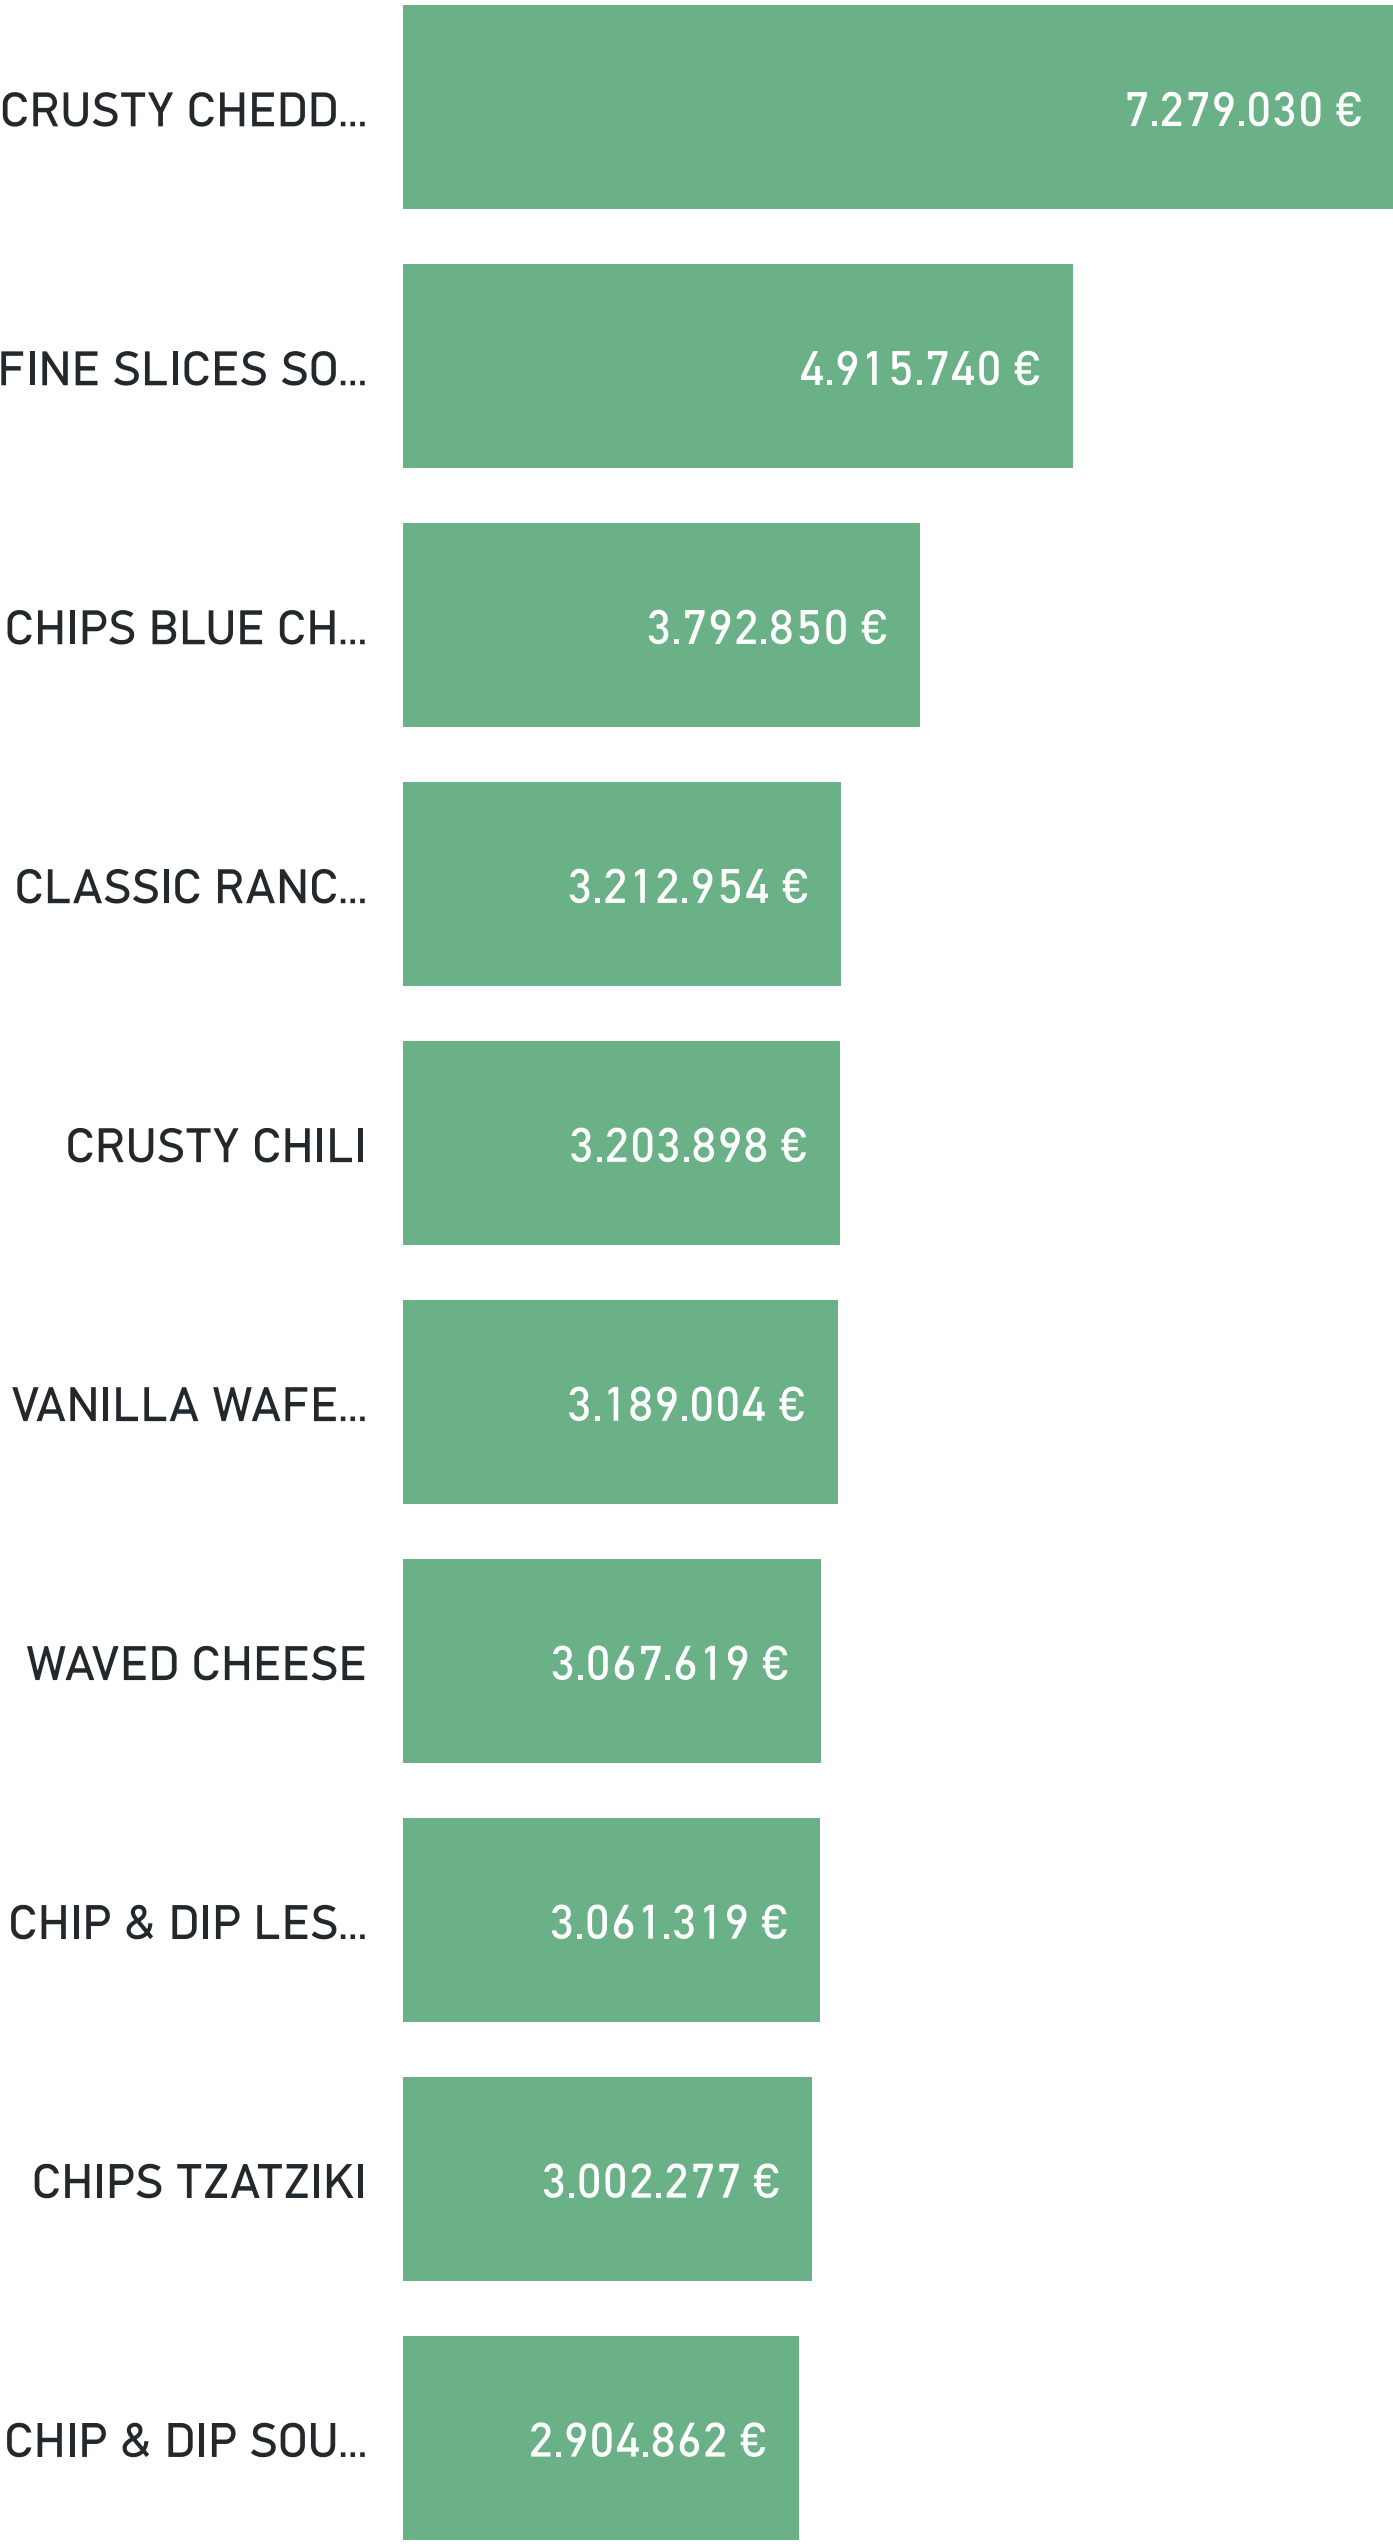 CRUSTY CHEDD... 7.279.030 €
FINE SLICES SO... 4.915.740 €
CHIPS BLUE CH... 3.792.850 €
CLASSIC RANC... 3.212.954 €
CRUSTY CHILI 3.203.898 €
VANILLA WAFE... 3.189.004 €
WAVED CHEESE 3.067.619 €
CHIP & DIP LES... 3.061.319 €
CHIPS TZATZIKI 3.002.277 €
CHIP & DIP SOU... 2.904.862 €